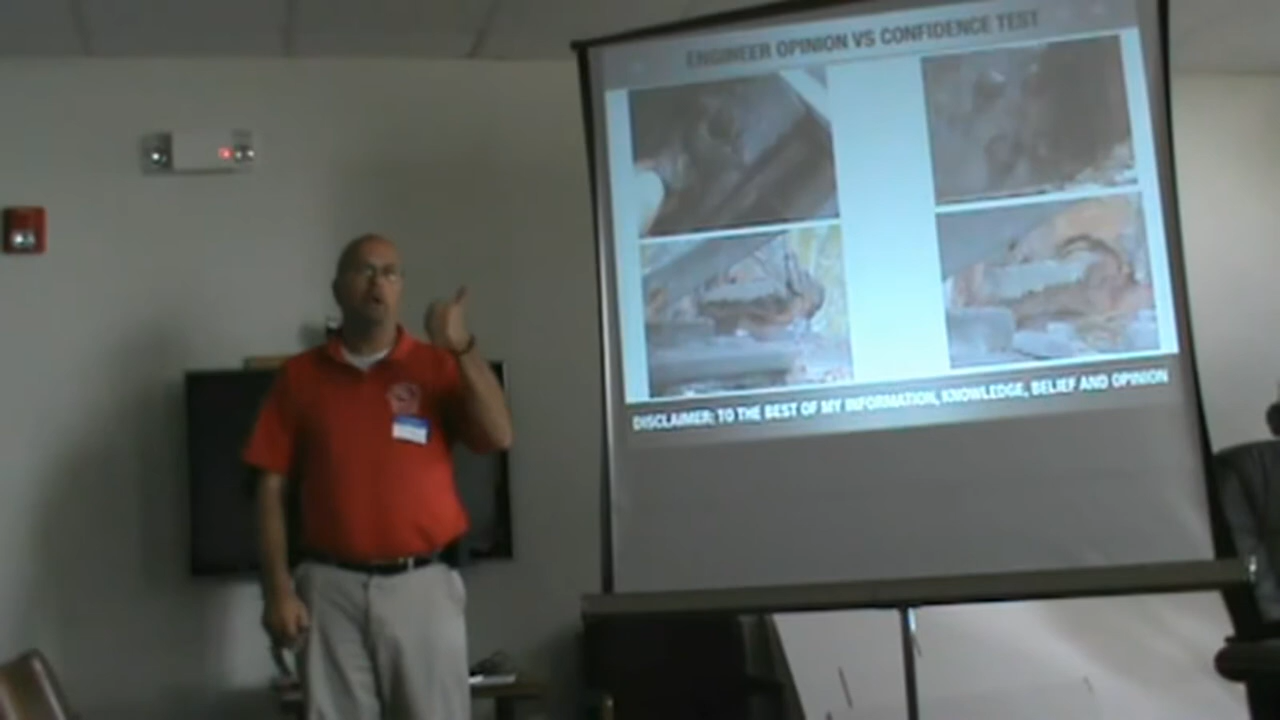 ENGINEER OPINION VS CONFIDENCE TEST
DISCLAIMER: TO THE BEST OF MY INFORMATION, KNOWLEDGE, BELIEF AND OPINION